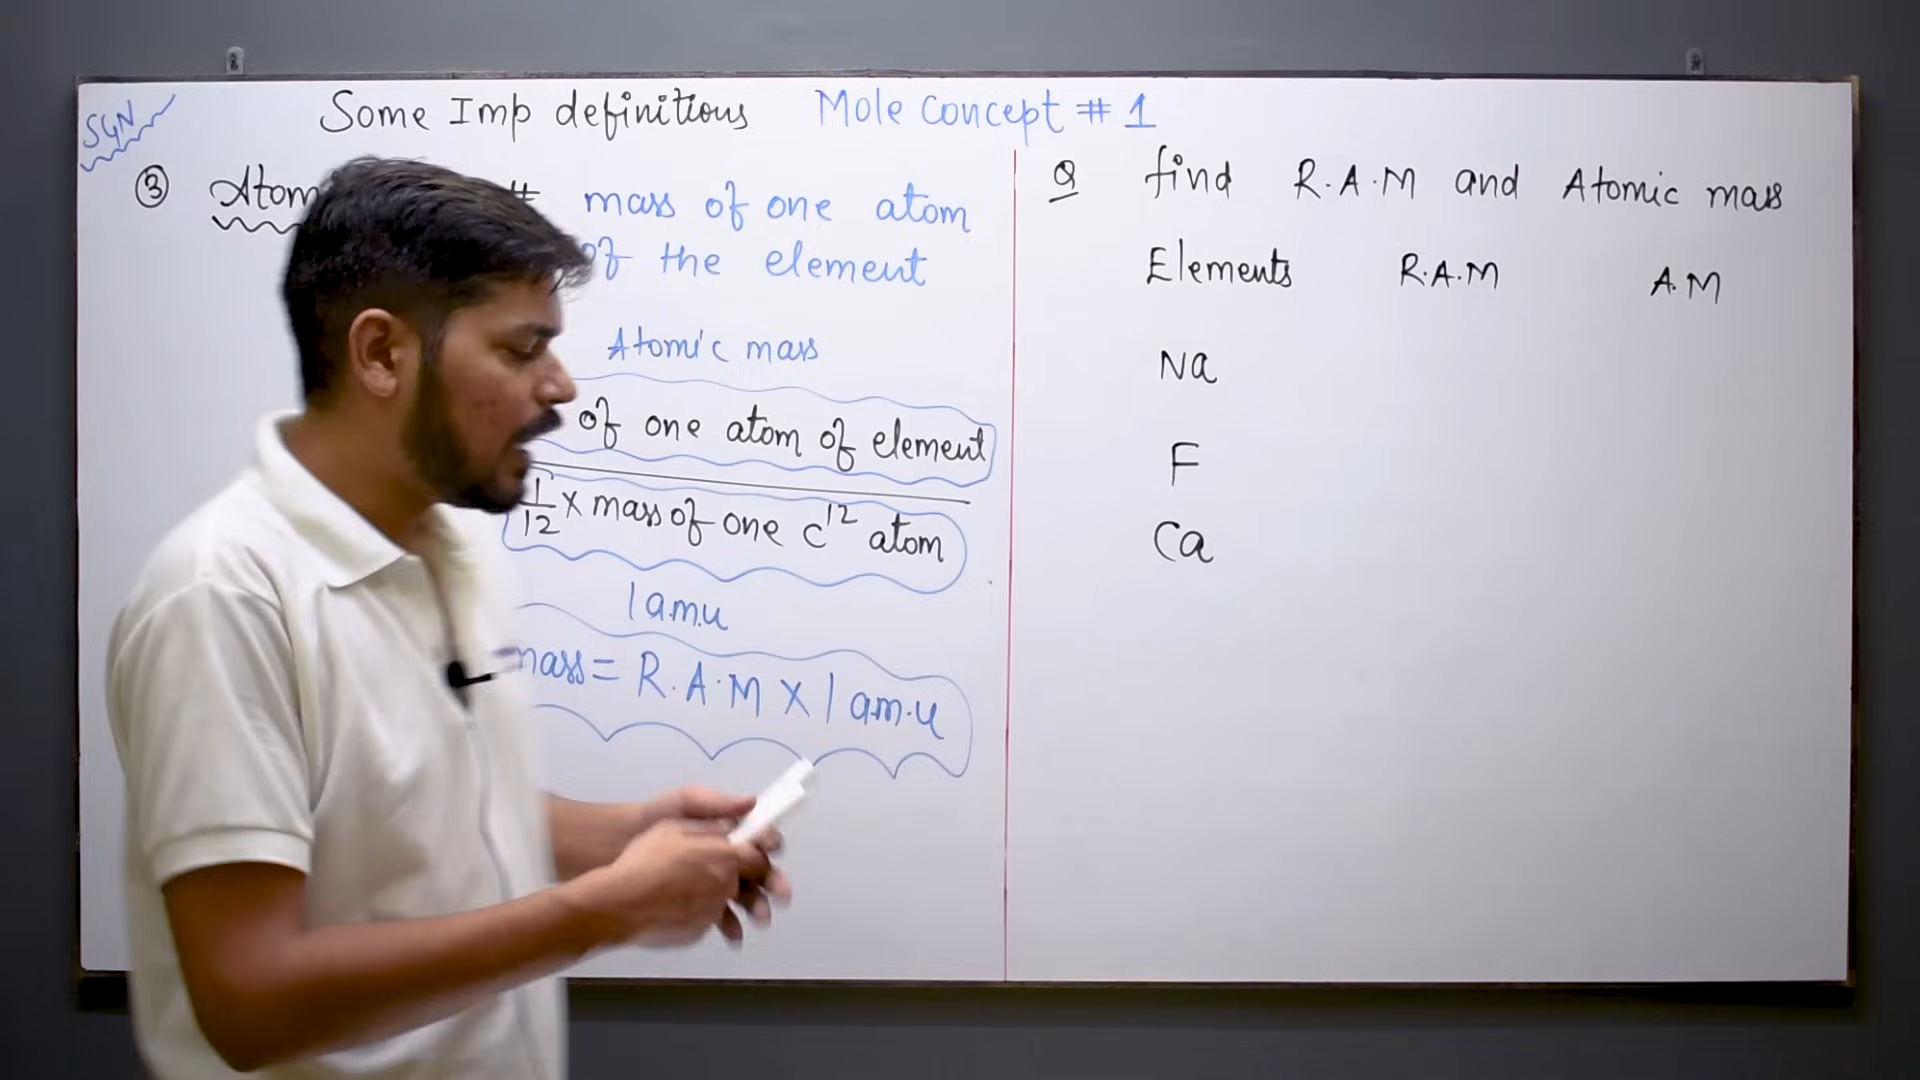 SGN
Some Imp definitions Mole Concept # 1
③ Atom # mass of one atom
of the element
Atomic mass
of one atom of element
1/12 x mass of one C¹² atom
1 a.m.u
mass = R.A.M X 1 a.m.u
Q find R.A.M and Atomic mass
Elements R.A.M A.M
Na
F
Ca